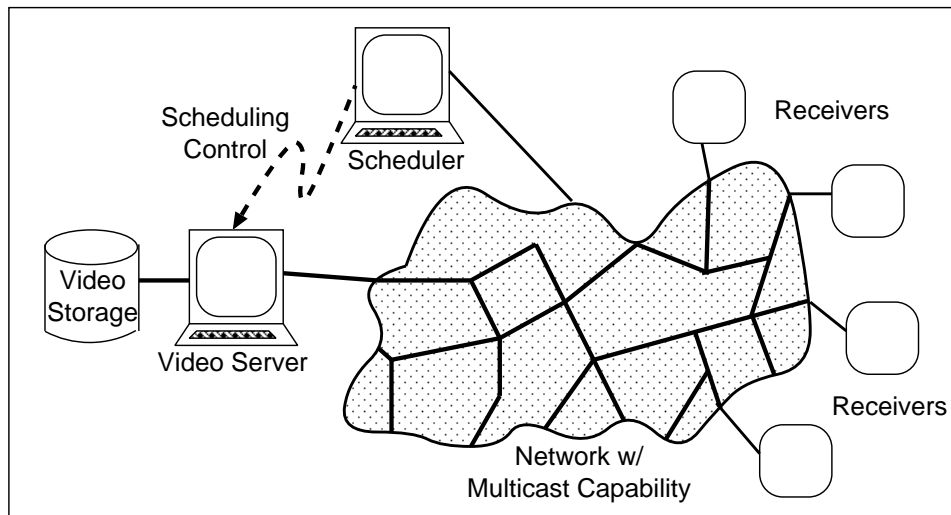 Scheduling
Control
Scheduler
Receivers
Video
Storage
Video Server
Receivers
Network w/
Multicast Capability